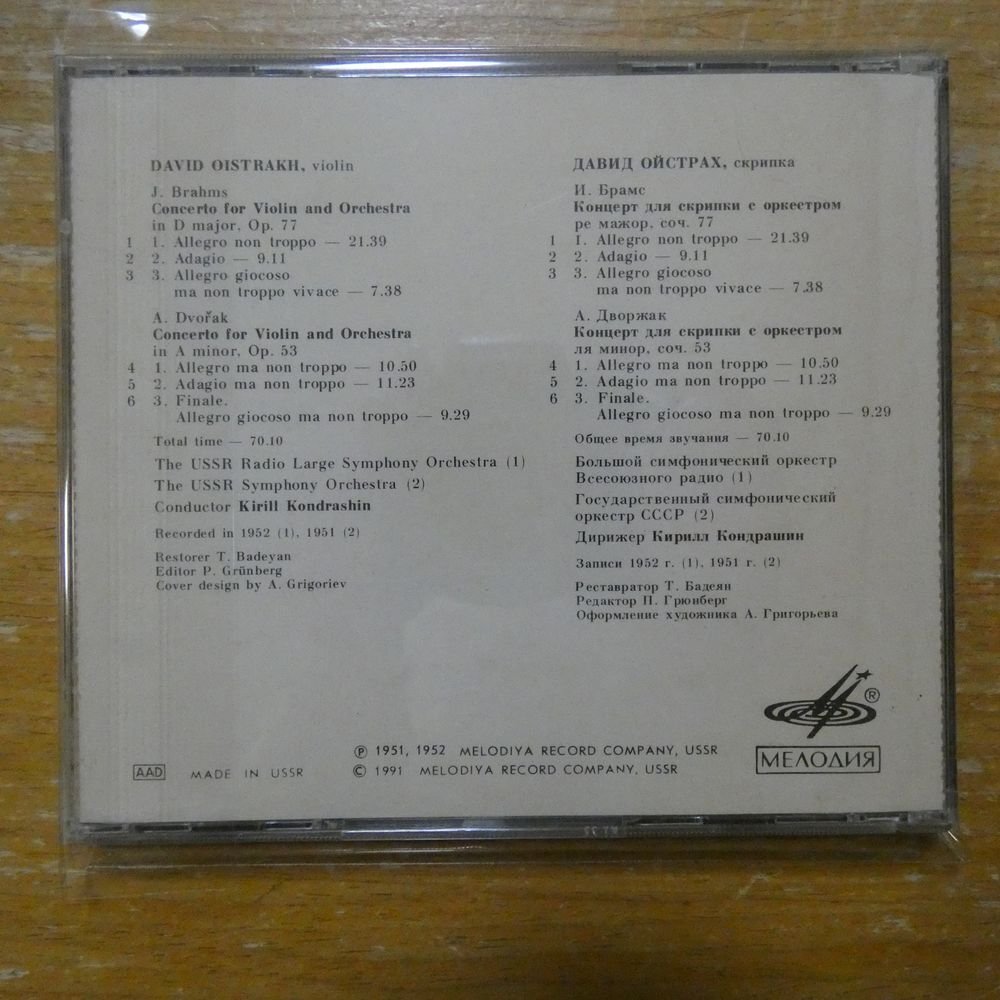 DAVID OISTRAKH, violin
J. Brahms
Concerto for Violin and Orchestra
in D major, Op. 77
1 1. Allegro non troppo — 21.39
2 2. Adagio — 9.11
3 3. Allegro giocoso
ma non troppo vivace — 7.38
A. Dvořak
Concerto for Violin and Orchestra
in A minor, Op. 53
4 1. Allegro ma non troppo — 10.50
5 2. Adagio ma non troppo — 11.23
6 3. Finale.
Allegro giocoso ma non troppo — 9.29
Total time — 70.10
The USSR Radio Large Symphony Orchestra (1)
The USSR Symphony Orchestra (2)
Conductor Kirill Kondrashin
Recorded in 1952 (1), 1951 (2)
Restorer T. Badeyan
Editor P. Grünberg
Cover design by A. Grigoriev
ДАВИД ОЙСТРАХ, скрипка
И. Брамс
Концерт для скрипки с оркестром
ре мажор, соч. 77
1 1. Allegro non troppo — 21.39
2 2. Adagio — 9.11
3 3. Allegro giocoso
ma non troppo vivace — 7.38
А. Дворжак
Концерт для скрипки с оркестром
ля минор, соч. 53
4 1. Allegro ma non troppo — 10.50
5 2. Adagio ma non troppo — 11.23
6 3. Finale.
Allegro giocoso ma non troppo — 9.29
Общее время звучания — 70.10
Большой симфонический оркестр
Всесоюзного радио (1)
Государственный симфонический
оркестр СССР (2)
Дирижер Кирилл Кондрашин
Записи 1952 г. (1), 1951 г. (2)
Реставратор Т. Бадеян
Редактор П. Грюнберг
Оформление художника А. Григорьева
®
МЕЛОДИЯ
AAD MADE IN USSR
℗ 1951, 1952 MELODIYA RECORD COMPANY, USSR
© 1991 MELODIYA RECORD COMPANY, USSR